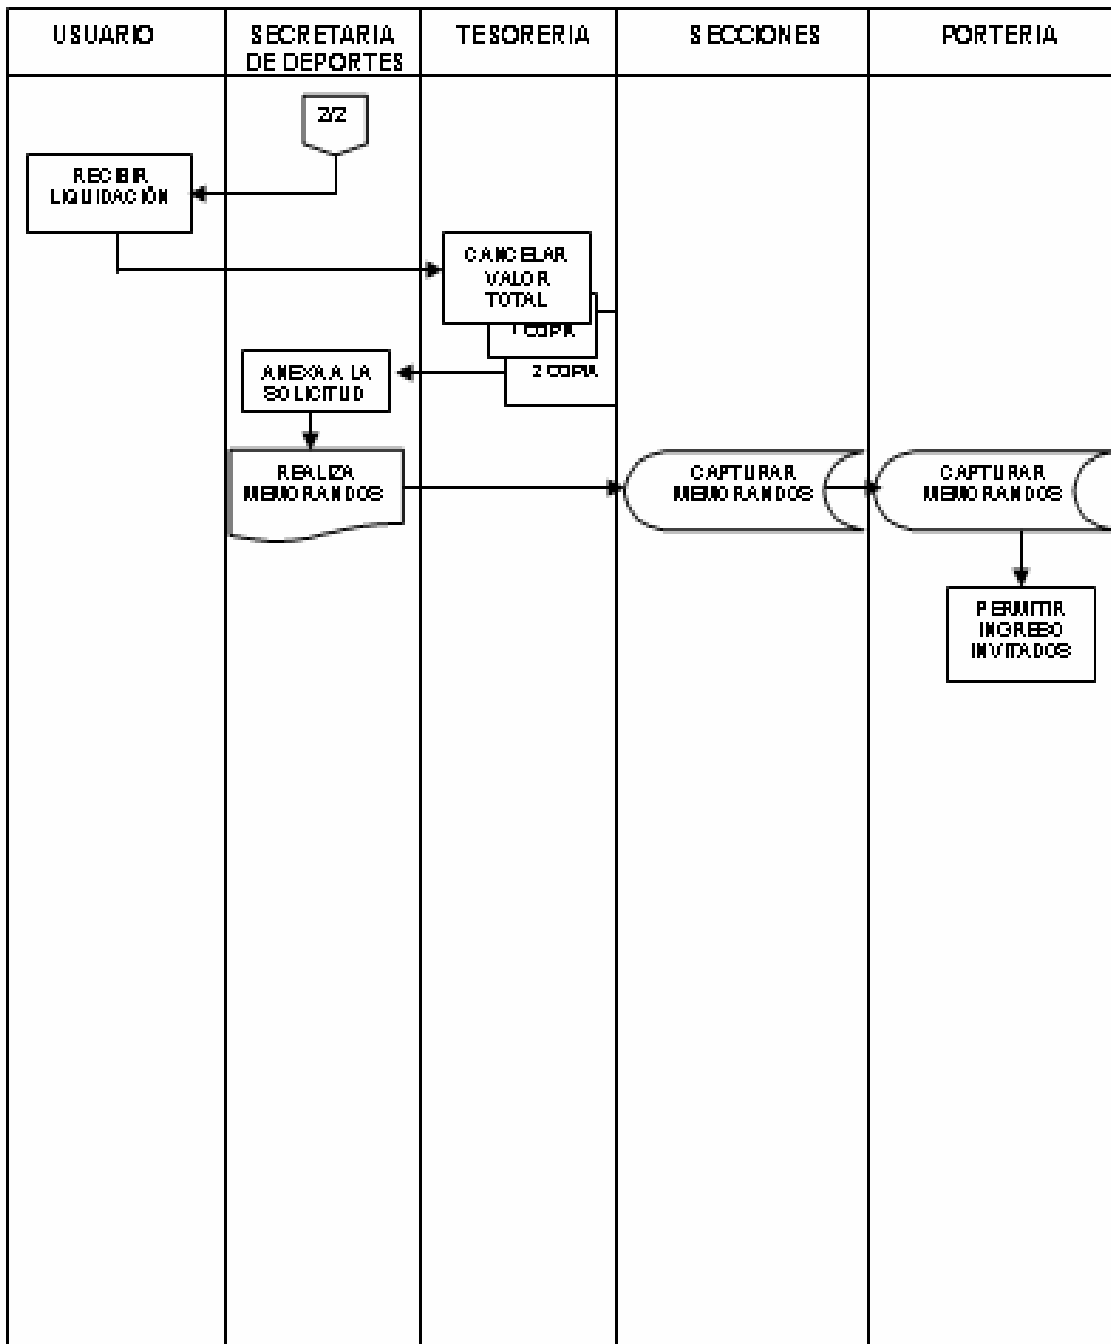 USUARIO
SECRETARIA
DE DEPORTES
TESORERIA
SECCIONES
PORTERIA
2/2
RECIBIR
LIQUIDACIÓN
CANCELAR
VALOR
TOTAL
1 COPIA
2 COPIA
ANEXA A LA
SOLICITUD
REALIZA
MEMORANDOS
CAPTURAR
MEMORANDOS
CAPTURAR
MEMORANDOS
PERMITIR
INGRESO
INVITADOS